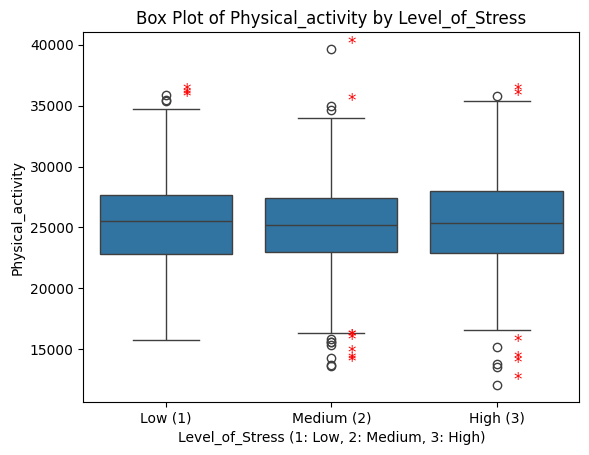 Box Plot of Physical_activity by Level_of_Stress
40000
35000
30000
25000
20000
15000
Physical_activity
Low (1) Medium (2) High (3)
Level_of_Stress (1: Low, 2: Medium, 3: High)